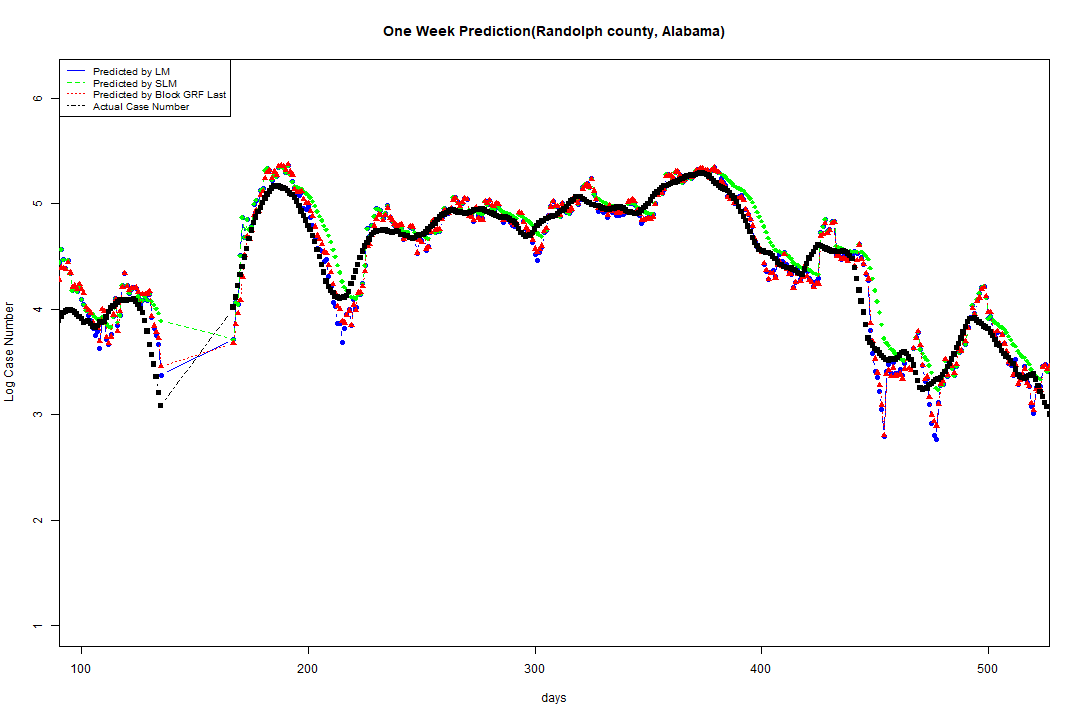 One Week Prediction(Randolph county, Alabama)
Predicted by LM
Predicted by SLM
Predicted by Block GRF Last
Actual Case Number
6
5
4
3
2
1
Log Case Number
100 200 300 400 500
days